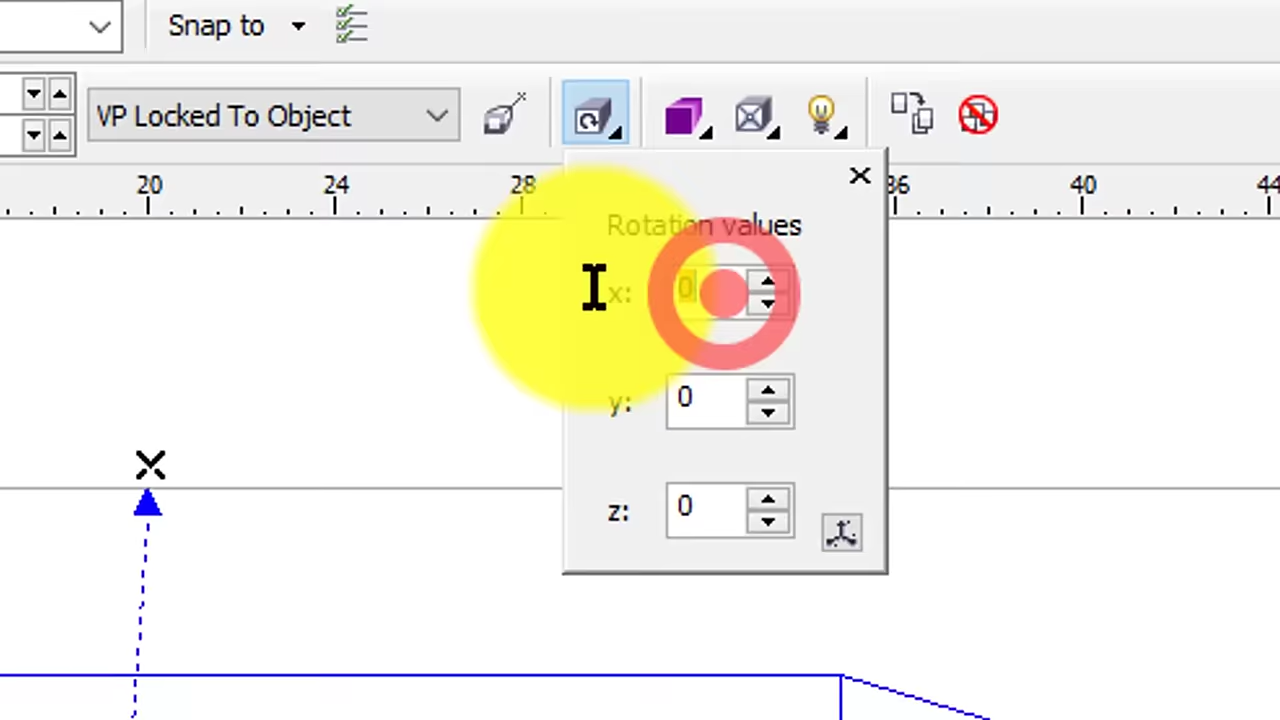 Snap to
VP Locked To Object
20 24 28 36 40 44
Rotation values
x: 0
y: 0
z: 0